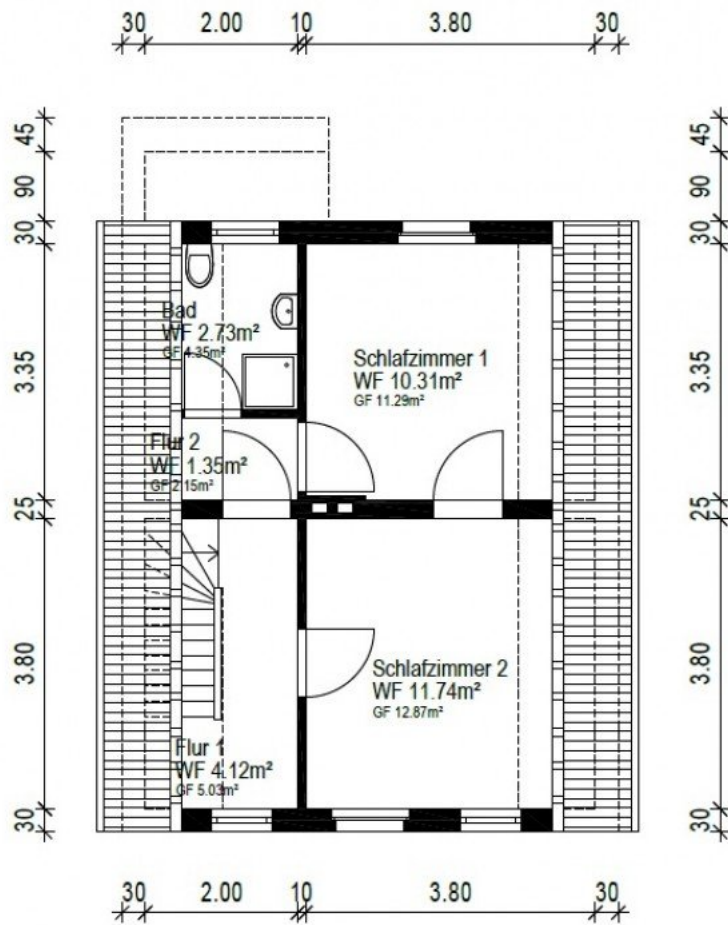 30 2.00 10 3.80 30
45
90
30
3.35
25
3.80
30
45
90
30
3.35
25
3.80
30
Bad
WF 2.73m²
GF 4.35m²
Schlafzimmer 1
WF 10.31m²
GF 11.29m²
Flur 2
WF 1.35m²
GF 2.15m²
Schlafzimmer 2
WF 11.74m²
GF 12.87m²
Flur 1
WF 4.12m²
GF 5.03m²
30 2.00 10 3.80 30